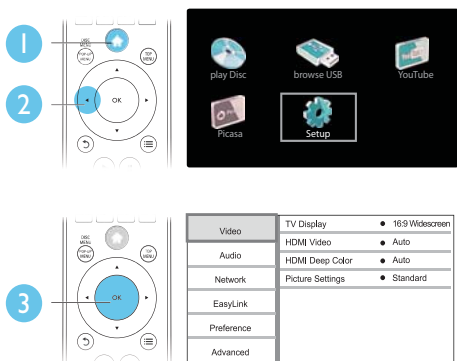 1
DISC
MENU
POP-UP
MENU
TOP
MENU
2
OK
play Disc
browse USB
YouTube
Picasa
Setup
DISC
MENU
POP-UP
MENU
TOP
MENU
3
OK
Video
Audio
Network
EasyLink
Preference
Advanced
TV Display ● 16:9 Widescreen
HDMI Video ● Auto
HDMI Deep Color ● Auto
Picture Settings ● Standard